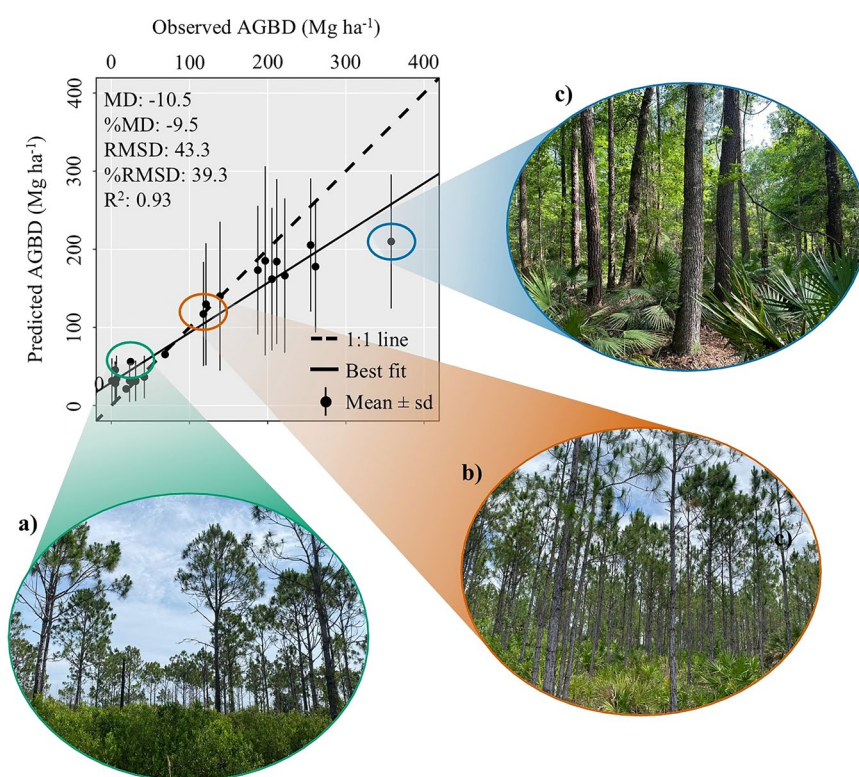 Observed AGBD (Mg ha⁻¹)
0 100 200 300 400
Predicted AGBD (Mg ha⁻¹)
400
300
200
100
0
MD: -10.5
%MD: -9.5
RMSD: 43.3
%RMSD: 39.3
R²: 0.93
0
1:1 line
Best fit
Mean ± sd
c)
b)
c)
a)